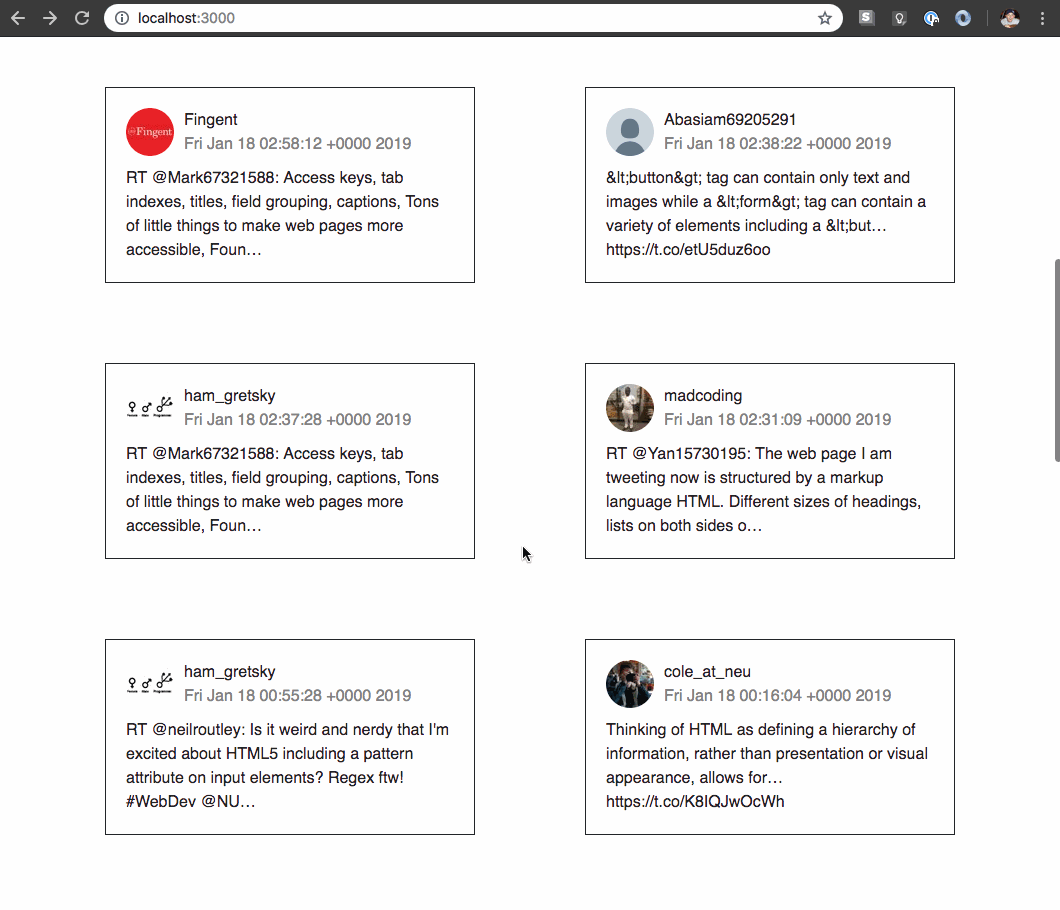 localhost:3000
Fingent
Fingent
Fri Jan 18 02:58:12 +0000 2019
RT @Mark67321588: Access keys, tab
indexes, titles, field grouping, captions, Tons
of little things to make web pages more
accessible, Foun…
Abasiam69205291
Fri Jan 18 02:38:22 +0000 2019
&lt;button&gt; tag can contain only text and
images while a &lt;form&gt; tag can contain a
variety of elements including a &lt;but…
https://t.co/etU5duz6oo
ham_gretsky
Fri Jan 18 02:37:28 +0000 2019
RT @Mark67321588: Access keys, tab
indexes, titles, field grouping, captions, Tons
of little things to make web pages more
accessible, Foun…
madcoding
Fri Jan 18 02:31:09 +0000 2019
RT @Yan15730195: The web page I am
tweeting now is structured by a markup
language HTML. Different sizes of headings,
lists on both sides o…
ham_gretsky
Fri Jan 18 00:55:28 +0000 2019
RT @neilroutley: Is it weird and nerdy that I'm
excited about HTML5 including a pattern
attribute on input elements? Regex ftw!
#WebDev @NU…
cole_at_neu
Fri Jan 18 00:16:04 +0000 2019
Thinking of HTML as defining a hierarchy of
information, rather than presentation or visual
appearance, allows for…
https://t.co/K8IQJwOcWh